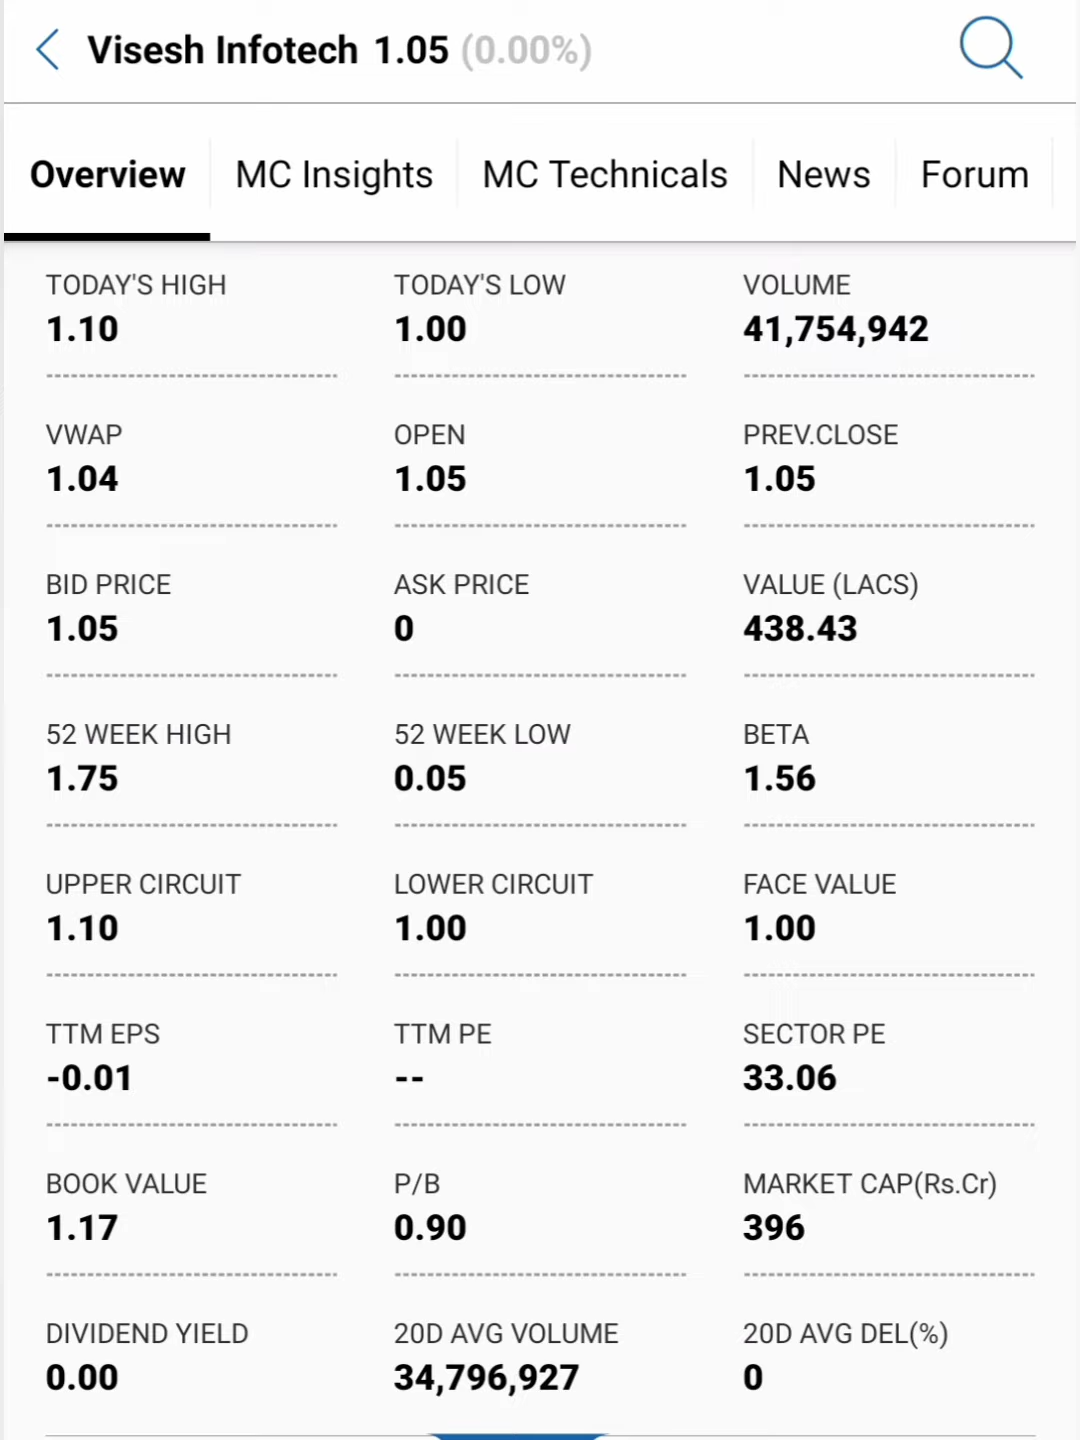 Visesh Infotech 1.05 (0.00%)
Overview MC Insights MC Technicals News Forum
TODAY'S HIGH TODAY'S LOW VOLUME
1.10 1.00 41,754,942
VWAP OPEN PREV.CLOSE
1.04 1.05 1.05
BID PRICE ASK PRICE VALUE (LACS)
1.05 0 438.43
52 WEEK HIGH 52 WEEK LOW BETA
1.75 0.05 1.56
UPPER CIRCUIT LOWER CIRCUIT FACE VALUE
1.10 1.00 1.00
TTM EPS TTM PE SECTOR PE
-0.01 -- 33.06
BOOK VALUE P/B MARKET CAP(Rs.Cr)
1.17 0.90 396
DIVIDEND YIELD 20D AVG VOLUME 20D AVG DEL(%)
0.00 34,796,927 0